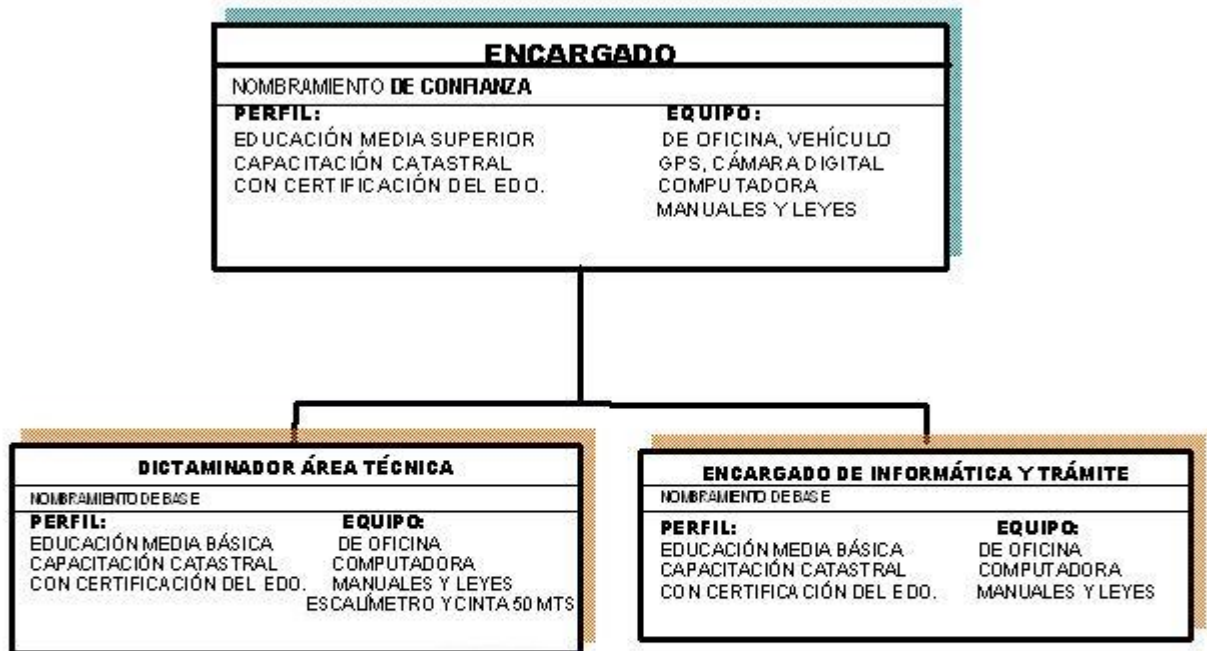 ENCARGADO
NOMBRAMIENTO DE CONFIANZA
PERFIL:
EDUCACIÓN MEDIA SUPERIOR
CAPACITACIÓN CATASTRAL
CON CERTIFICACIÓN DEL EDO.
EQUIPO:
DE OFICINA, VEHÍCULO
GPS, CÁMARA DIGITAL
COMPUTADORA
MANUALES Y LEYES
DICTAMINADOR ÁREA TÉCNICA
NOMBRAMIENTO DE BASE
PERFIL:
EDUCACIÓN MEDIA BÁSICA
CAPACITACIÓN CATASTRAL
CON CERTIFICACIÓN DEL EDO.
EQUIPO:
DE OFICINA
COMPUTADORA
MANUALES Y LEYES
ESCALÍMETRO Y CINTA 50 MTS
ENCARGADO DE INFORMÁTICA Y TRÁMITE
NOMBRAMIENTO DE BASE
PERFIL:
EDUCACIÓN MEDIA BÁSICA
CAPACITACIÓN CATASTRAL
CON CERTIFICACIÓN DEL EDO.
EQUIPO:
DE OFICINA
COMPUTADORA
MANUALES Y LEYES